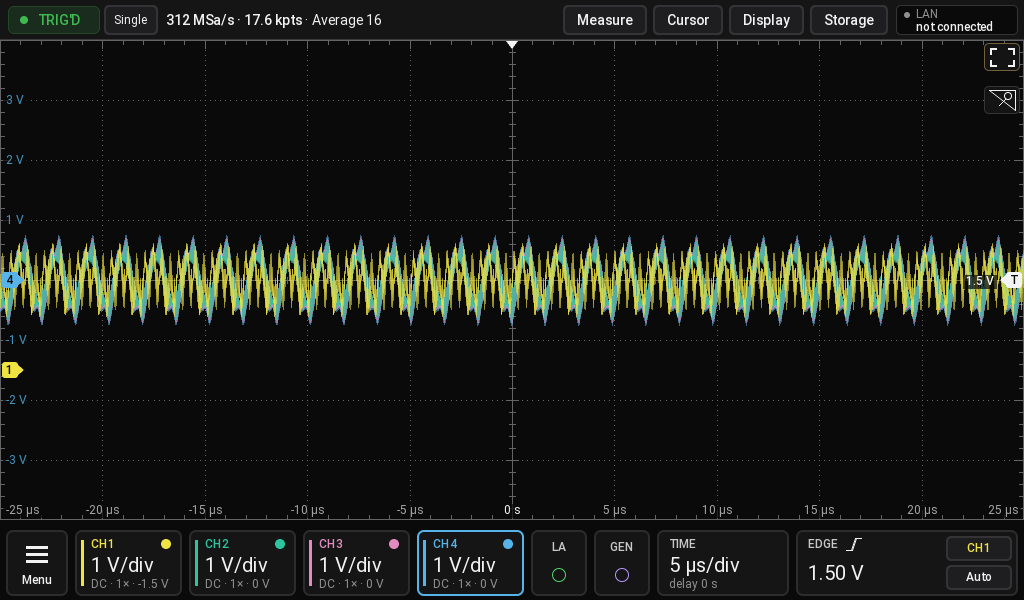 TRIG'D
Single
312 MSa/s · 17.6 kpts · Average 16
Measure
Cursor
Display
Storage
LAN
not connected
3 V
2 V
1 V
4
1.5 V
T
-1 V
1
-2 V
-3 V
-25 µs
-20 µs
-15 µs
-10 µs
-5 µs
0 s
5 µs
10 µs
15 µs
20 µs
25 µs
Menu
CH1
1 V/div
DC · 1× · -1.5 V
CH2
1 V/div
DC · 1× · 0 V
CH3
1 V/div
DC · 1× · 0 V
CH4
1 V/div
DC · 1× · 0 V
LA
GEN
TIME
5 µs/div
delay 0 s
EDGE
1.50 V
CH1
Auto